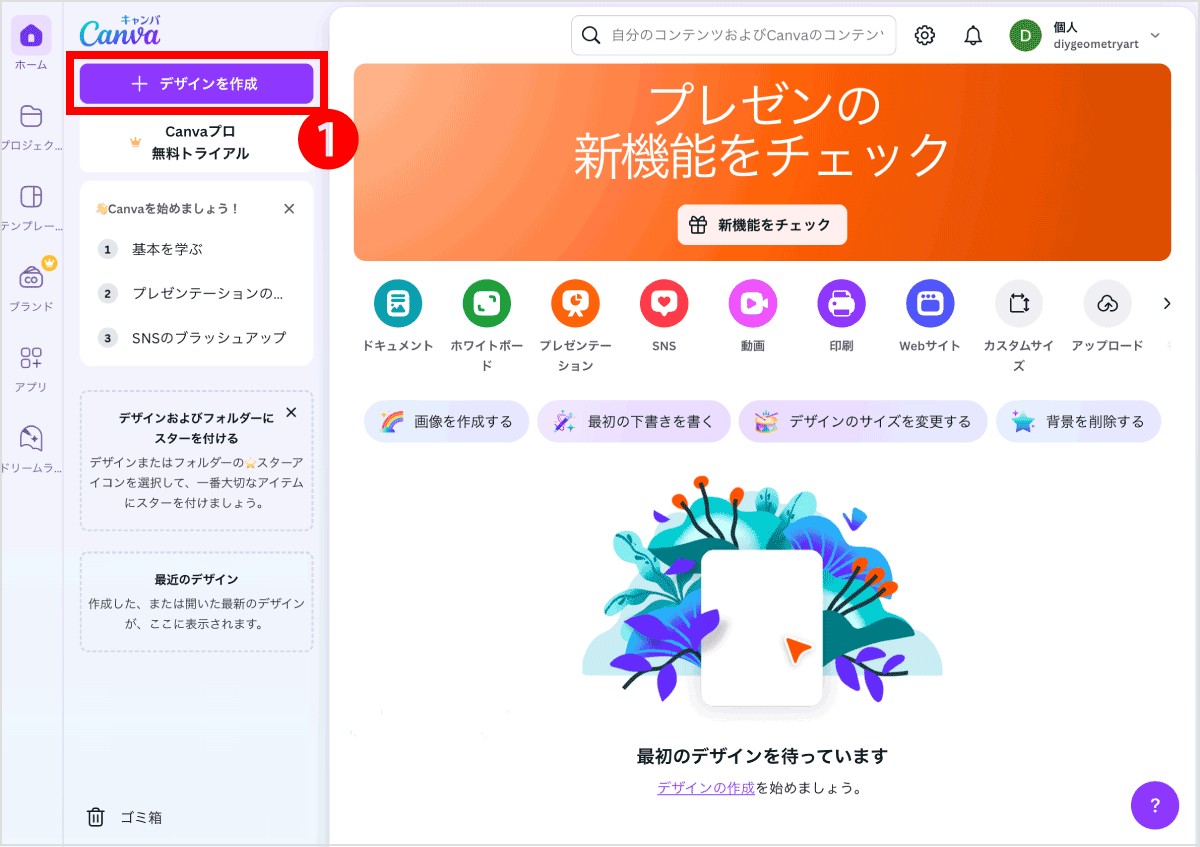 キャンバ
Canva
自分のコンテンツおよびCanvaのコンテン
D
個人
diygeometryart
ホーム
プロジェク...
テンプレー...
ブランド
CO
アプリ
ドリームラ...
デザインを作成
1
Canvaプロ
無料トライアル
👋Canvaを始めましょう！
1 基本を学ぶ
2 プレゼンテーションの...
3 SNSのブラッシュアップ
デザインおよびフォルダーに
スターを付ける
デザインまたはフォルダーの⭐スターア
イコンを選択して、一番大切なアイテム
にスターを付けましょう。
最近のデザイン
作成した、または開いた最新のデザイン
が、ここに表示されます。
ゴミ箱
プレゼンの
新機能をチェック
新機能をチェック
ドキュメント
ホワイトボー
ド
プレゼンテー
ション
SNS
動画
印刷
Webサイト
カスタムサイ
ズ
アップロード
画像を作成する
最初の下書きを書く
デザインのサイズを変更する
背景を削除する
最初のデザインを待っています
デザインの作成を始めましょう。
?